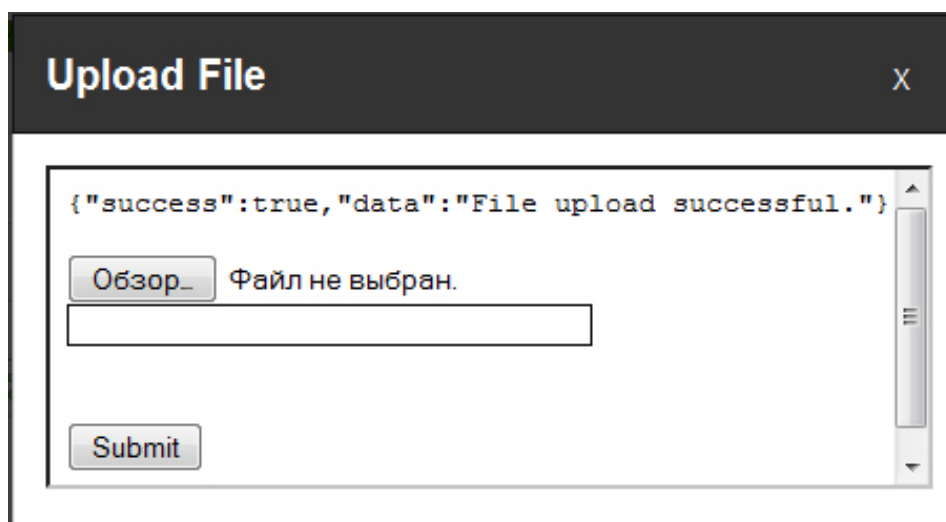 Upload File
X
{"success":true,"data":"File upload successful."}
Обзор… Файл не выбран.
Submit